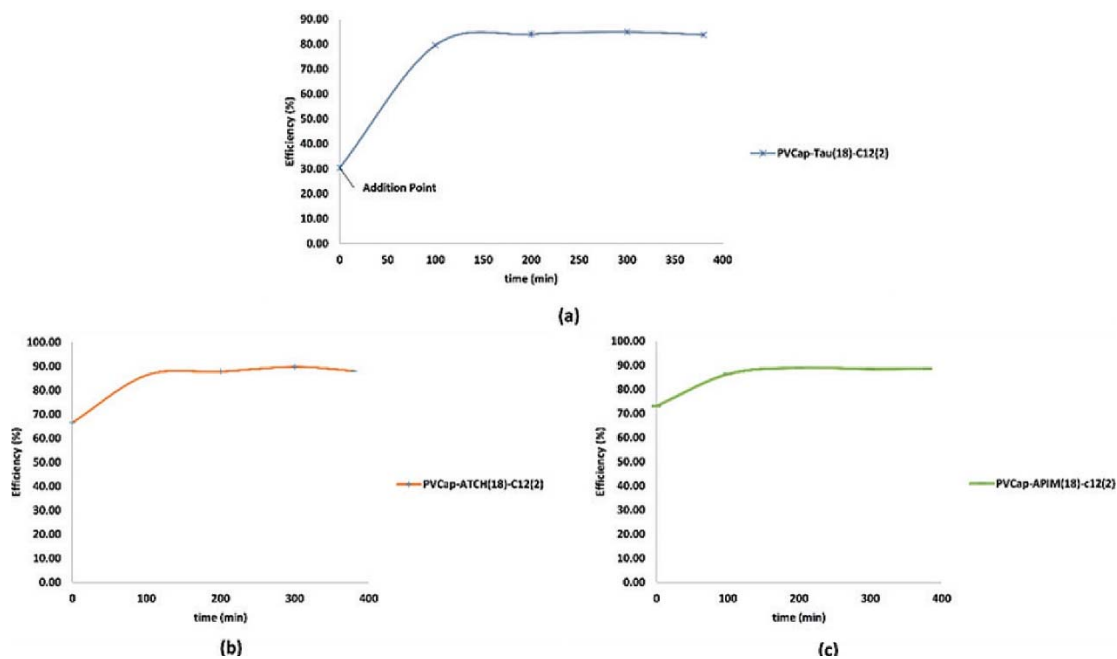 90.00
80.00
70.00
60.00
50.00
40.00
30.00
20.00
10.00
0.00
Efficiency (%)
Addition Point
PVCap-Tau(18)-C12(2)
0 50 100 150 200 250 300 350 400
time (min)
(a)
100.00
90.00
80.00
70.00
60.00
50.00
40.00
30.00
20.00
10.00
0.00
Efficiency (%)
PVCap-ATCH(18)-C12(2)
0 100 200 300 400
time (min)
(b)
100.00
90.00
80.00
70.00
60.00
50.00
40.00
30.00
20.00
10.00
0.00
Efficiency (%)
PVCap-APIM(18)-c12(2)
0 100 200 300 400
time (min)
(c)